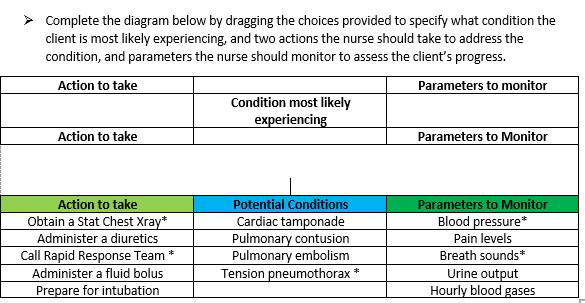 ➢ Complete the diagram below by dragging the choices provided to specify what condition the
client is most likely experiencing, and two actions the nurse should take to address the
condition, and parameters the nurse should monitor to assess the client's progress.
Action to take Parameters to monitor
Condition most likely
experiencing
Action to take Parameters to Monitor
Action to take Potential Conditions Parameters to Monitor
Obtain a Stat Chest Xray* Cardiac tamponade Blood pressure*
Administer a diuretics Pulmonary contusion Pain levels
Call Rapid Response Team * Pulmonary embolism Breath sounds*
Administer a fluid bolus Tension pneumothorax * Urine output
Prepare for intubation Hourly blood gases